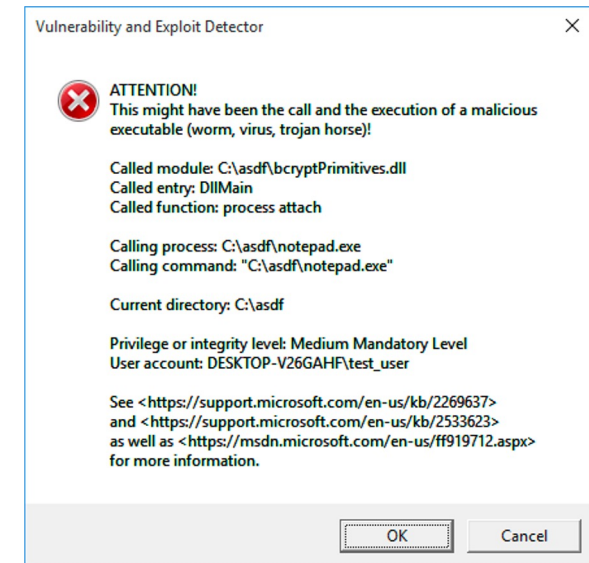 Vulnerability and Exploit Detector
ATTENTION!
This might have been the call and the execution of a malicious
executable (worm, virus, trojan horse)!
Called module: C:\asdf\bcryptPrimitives.dll
Called entry: DllMain
Called function: process attach
Calling process: C:\asdf\notepad.exe
Calling command: "C:\asdf\notepad.exe"
Current directory: C:\asdf
Privilege or integrity level: Medium Mandatory Level
User account: DESKTOP-V26GAHF\test_user
See <https://support.microsoft.com/en-us/kb/2269637>
and <https://support.microsoft.com/en-us/kb/2533623>
as well as <https://msdn.microsoft.com/en-us/ff919712.aspx>
for more information.
OK Cancel